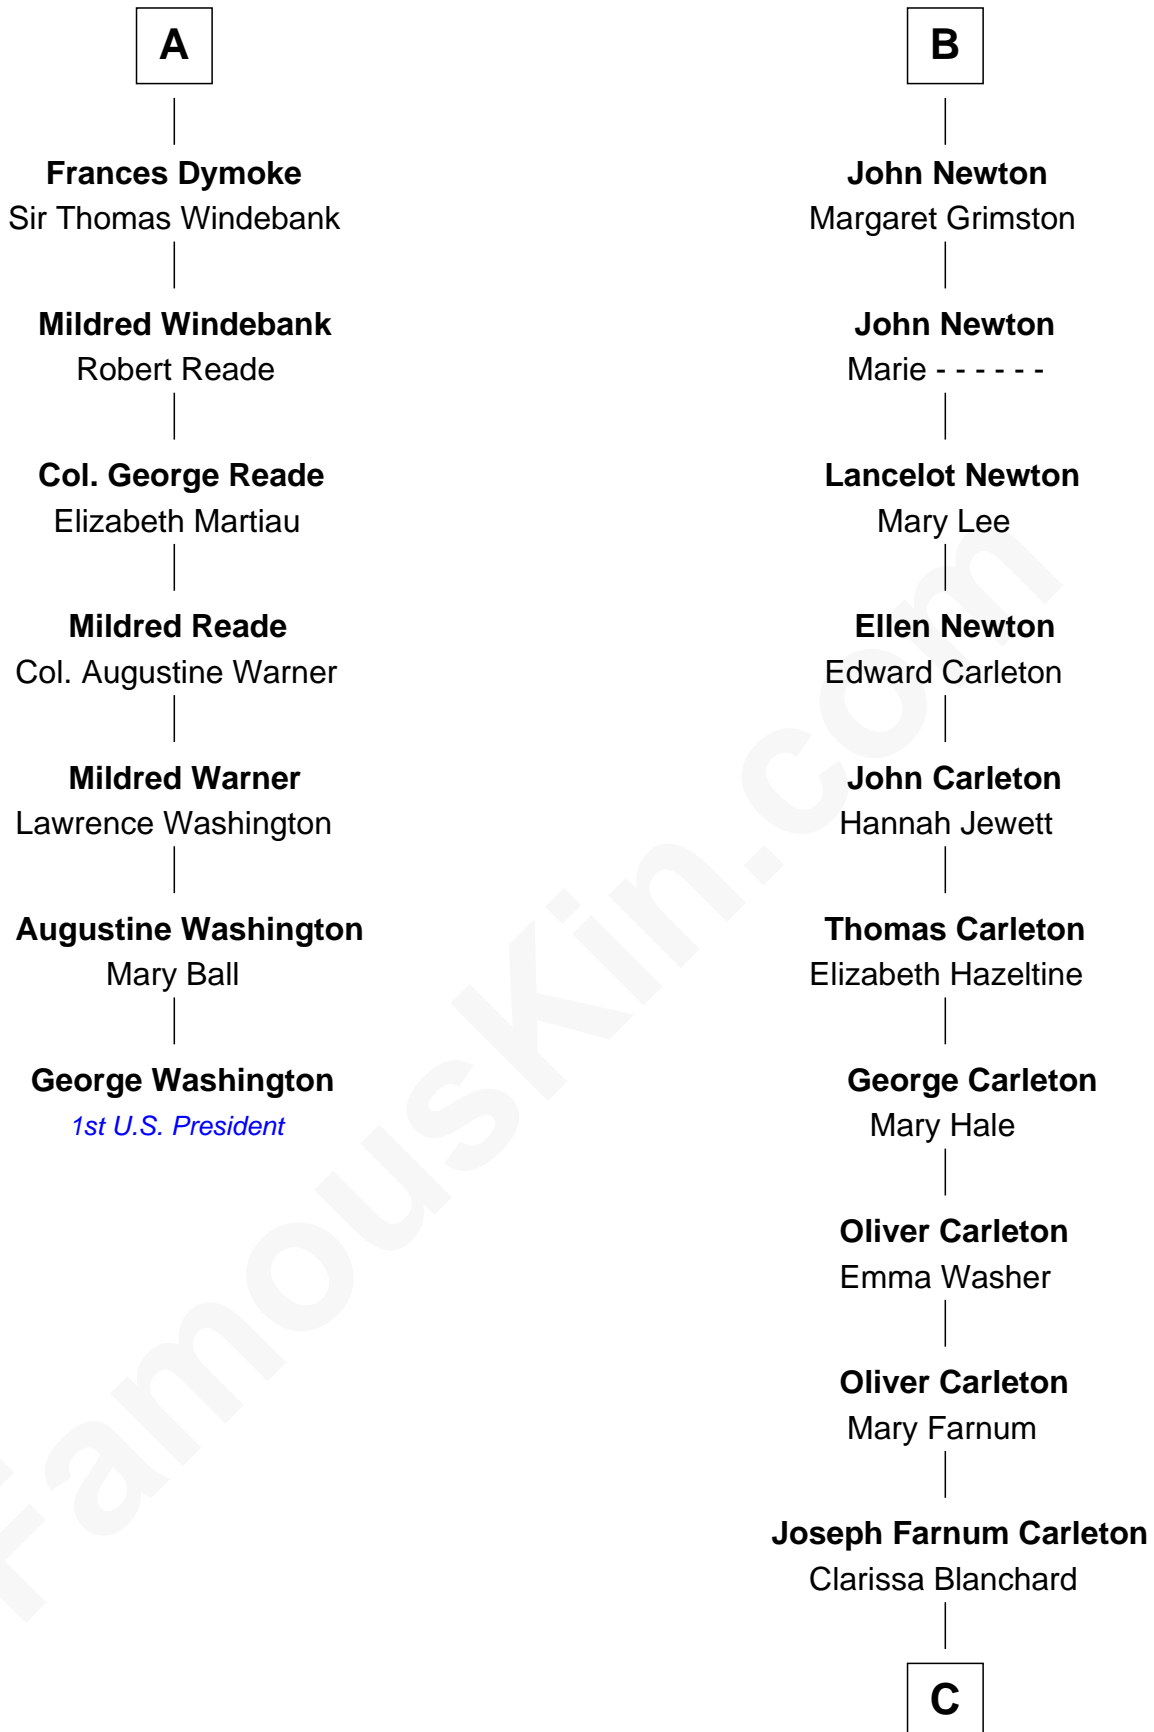 A
Frances Dymoke
Sir Thomas Windebank
Mildred Windebank
Robert Reade
Col. George Reade
Elizabeth Martiau
Mildred Reade
Col. Augustine Warner
Mildred Warner
Lawrence Washington
Augustine Washington
Mary Ball
George Washington
1st U.S. President
B
John Newton
Margaret Grimston
John Newton
Marie - - - - - -
Lancelot Newton
Mary Lee
Ellen Newton
Edward Carleton
John Carleton
Hannah Jewett
Thomas Carleton
Elizabeth Hazeltine
George Carleton
Mary Hale
Oliver Carleton
Emma Washer
Oliver Carleton
Mary Farnum
Joseph Farnum Carleton
Clarissa Blanchard
C
FamousKin.com